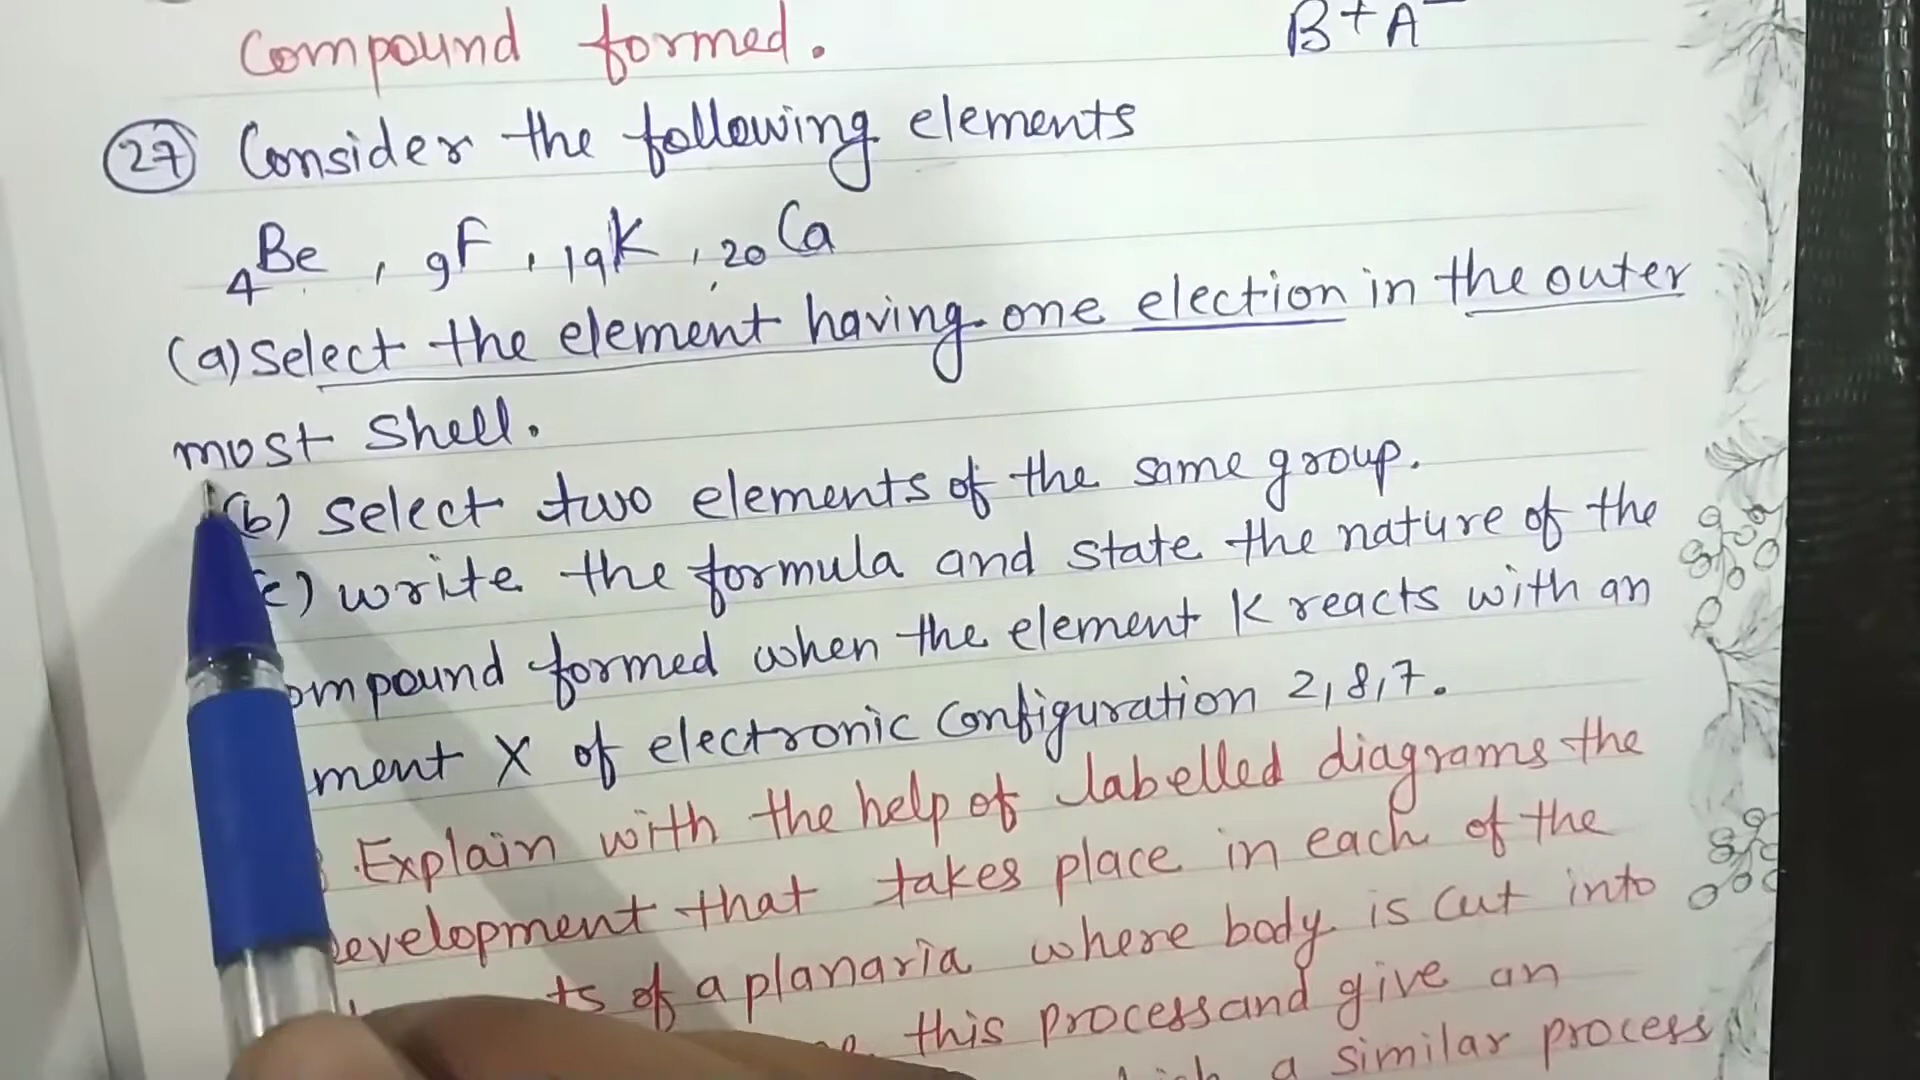 Compound formed.
B+A-
27 Consider the following elements
4Be, 9F, 19K, 20Ca
(a) Select the element having one election in the outer
most shell.
(b) select two elements of the same group.
c) write the formula and state the nature of the
ompound formed when the element K reacts with an
ment X of electronic configuration 2,8,7.
Explain with the help of labelled diagrams the
evelopment that takes place in each of the
ts of a planaria where body is cut into
this process and give an
a similar process